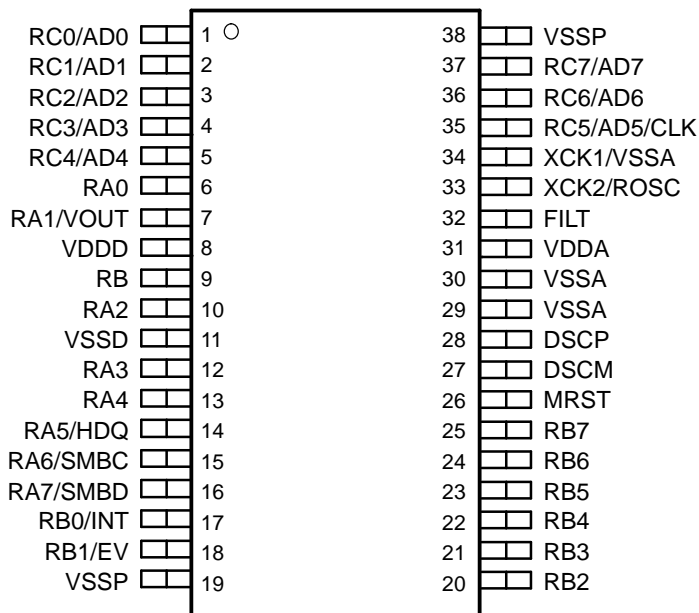 RC0/AD0 1 38 VSSP
RC1/AD1 2 37 RC7/AD7
RC2/AD2 3 36 RC6/AD6
RC3/AD3 4 35 RC5/AD5/CLK
RC4/AD4 5 34 XCK1/VSSA
RA0 6 33 XCK2/ROSC
RA1/VOUT 7 32 FILT
VDDD 8 31 VDDA
RB 9 30 VSSA
RA2 10 29 VSSA
VSSD 11 28 DSCP
RA3 12 27 DSCM
RA4 13 26 MRST
RA5/HDQ 14 25 RB7
RA6/SMBC 15 24 RB6
RA7/SMBD 16 23 RB5
RB0/INT 17 22 RB4
RB1/EV 18 21 RB3
VSSP 19 20 RB2